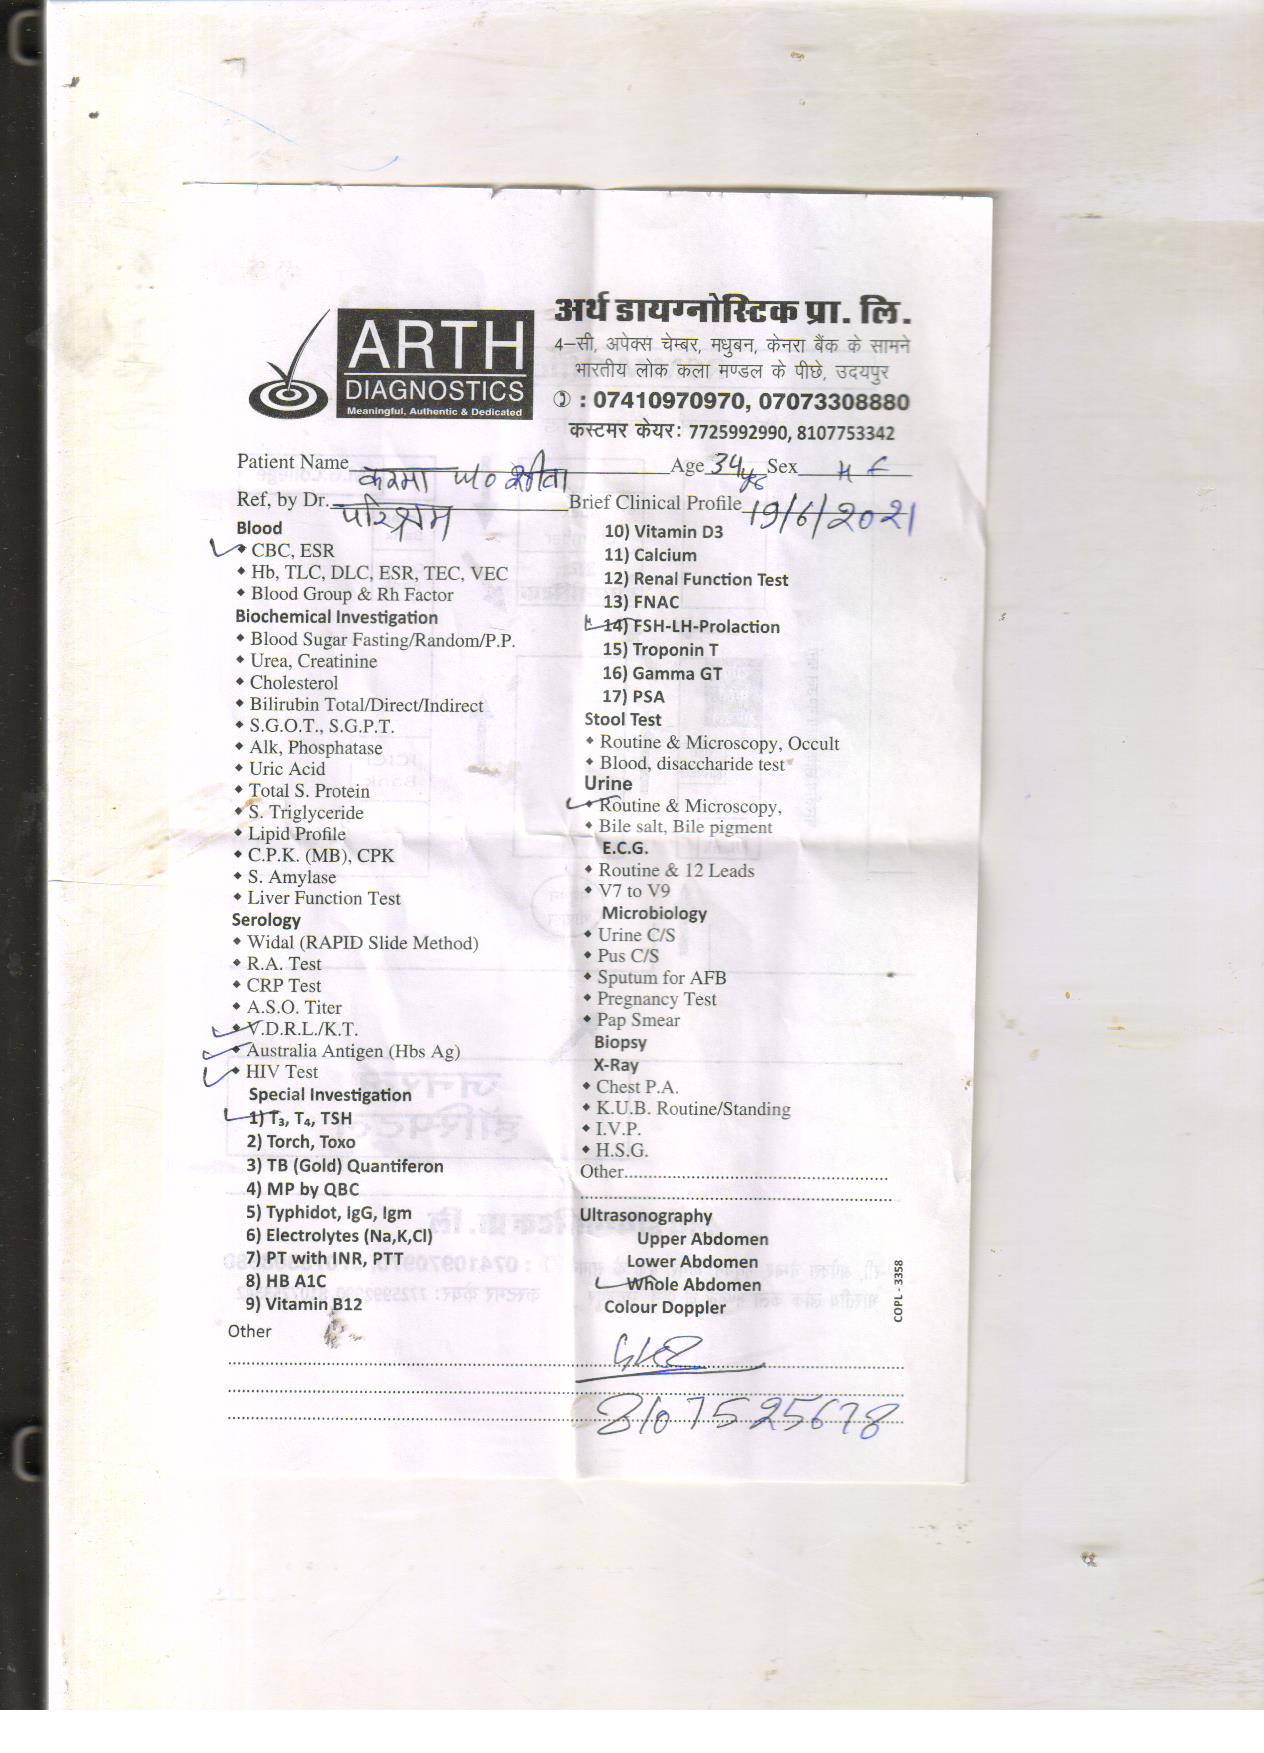 ARTH
DIAGNOSTICS
Meaningful, Authentic & Dedicated
अर्थ डायग्नोस्टिक प्रा. लि.
4–सी, अपेक्स चेम्बर, मधुबन, केनरा बैंक के सामने
भारतीय लोक कला मण्डल के पीछे, उदयपुर
✆ : 07410970970, 07073308880
कस्टमर केयर: 7725992990, 8107753342
Patient Name करमा w/o Age 34 yrs Sex F
Ref, by Dr. परिश्रम Brief Clinical Profile 19/6/2021
Blood
CBC, ESR
Hb, TLC, DLC, ESR, TEC, VEC
Blood Group & Rh Factor
Biochemical Investigation
Blood Sugar Fasting/Random/P.P.
Urea, Creatinine
Cholesterol
Bilirubin Total/Direct/Indirect
S.G.O.T., S.G.P.T.
Alk, Phosphatase
Uric Acid
Total S. Protein
S. Triglyceride
Lipid Profile
C.P.K. (MB), CPK
S. Amylase
Liver Function Test
Serology
Widal (RAPID Slide Method)
R.A. Test
CRP Test
A.S.O. Titer
V.D.R.L./K.T.
Australia Antigen (Hbs Ag)
HIV Test
Special Investigation
1) T₃, T₄, TSH
2) Torch, Toxo
3) TB (Gold) Quantiferon
4) MP by QBC
5) Typhidot, IgG, Igm
6) Electrolytes (Na,K,Cl)
7) PT with INR, PTT
8) HB A1C
9) Vitamin B12
Other
10) Vitamin D3
11) Calcium
12) Renal Function Test
13) FNAC
14) FSH-LH-Prolaction
15) Troponin T
16) Gamma GT
17) PSA
Stool Test
Routine & Microscopy, Occult
Blood, disaccharide test
Urine
Routine & Microscopy,
Bile salt, Bile pigment
E.C.G.
Routine & 12 Leads
V7 to V9
Microbiology
Urine C/S
Pus C/S
Sputum for AFB
Pregnancy Test
Pap Smear
Biopsy
X-Ray
Chest P.A.
K.U.B. Routine/Standing
I.V.P.
H.S.G.
Other
Ultrasonography
Upper Abdomen
Lower Abdomen
Whole Abdomen
Colour Doppler
COPL - 3358
8107525678